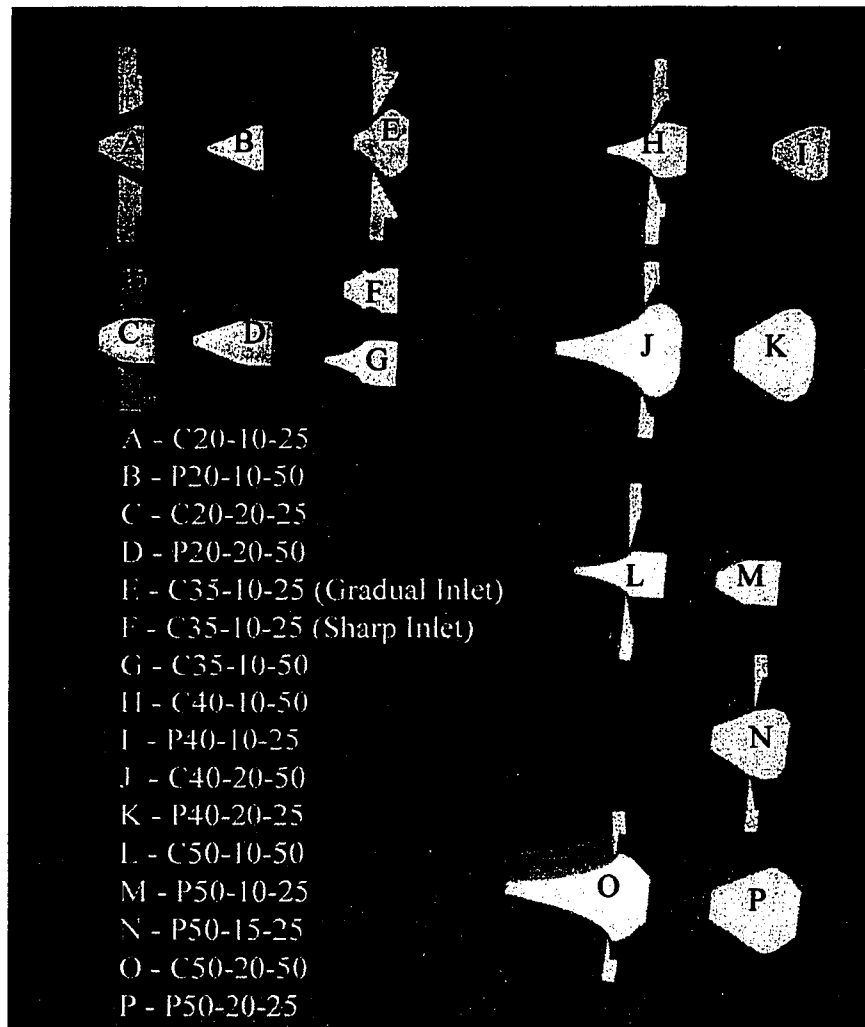 A B E H I
F
C D G J K
A - C20-10-25
B - P20-10-50
C - C20-20-25
D - P20-20-50
E - C35-10-25 (Gradual Inlet)
F - C35-10-25 (Sharp Inlet)
G - C35-10-50
H - C40-10-50
I - P40-10-25
J - C40-20-50
K - P40-20-25
L - C50-10-50
M - P50-10-25
N - P50-15-25
O - C50-20-50
P - P50-20-25
L M
N
O P